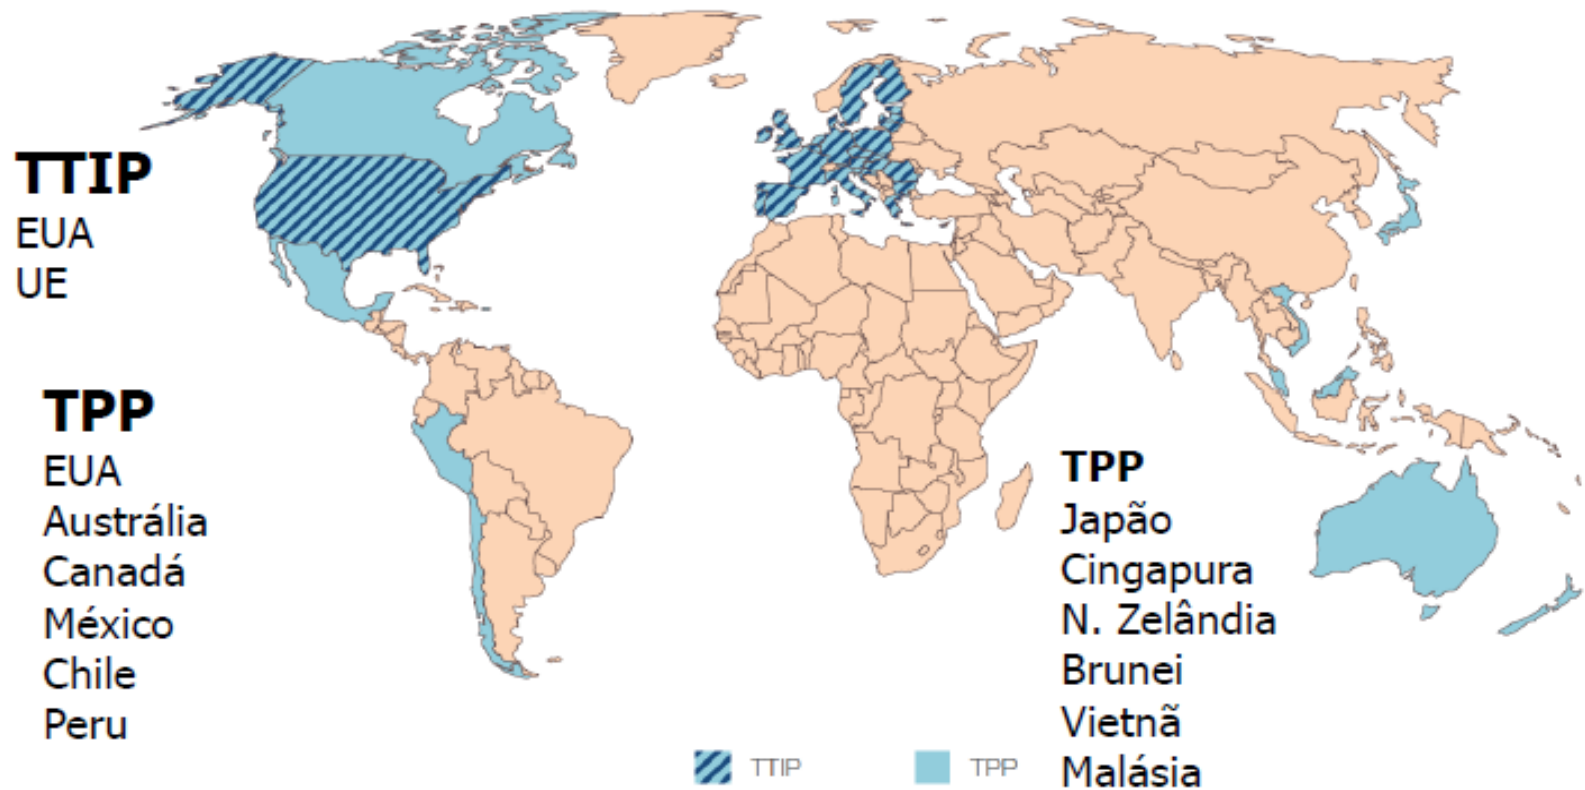 TTIP
EUA
UE
TPP
EUA
Austrália
Canadá
México
Chile
Peru
TPP
Japão
Cingapura
N. Zelândia
Brunei
Vietnã
Malásia
TTIP
TPP